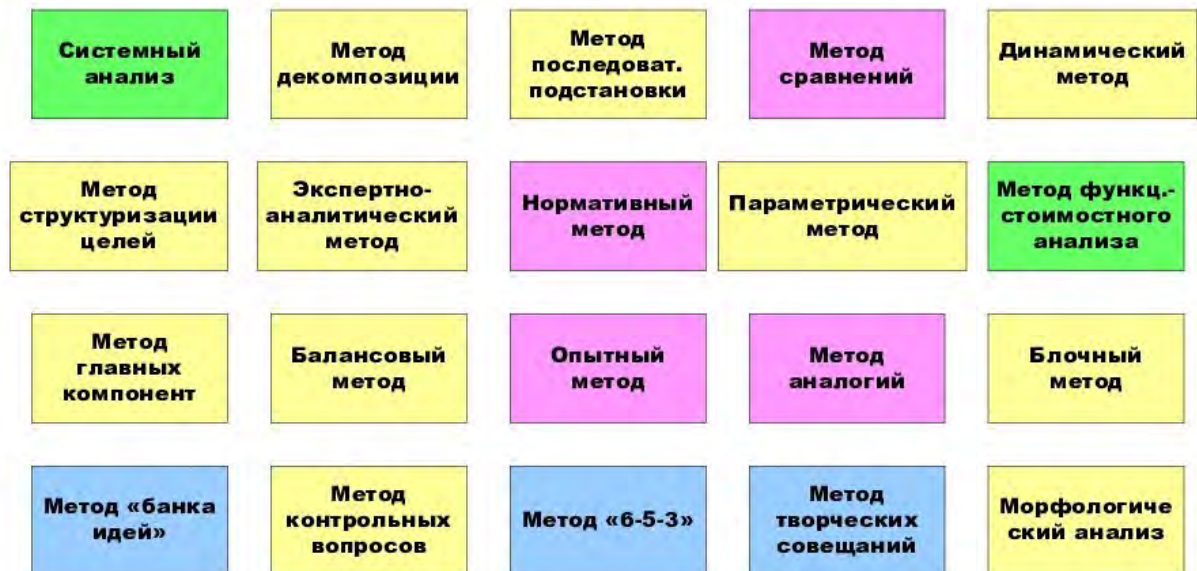 Системный
анализ
Метод
декомпозиции
Метод
последоват.
подстановки
Метод
сравнений
Динамический
метод
Метод
структуризации
целей
Экспертно-
аналитический
метод
Нормативный
метод
Параметрический
метод
Метод функц.-
стоимостного
анализа
Метод
главных
компонент
Балансовый
метод
Опытный
метод
Метод
аналогий
Блочный
метод
Метод «банка
идей»
Метод
контрольных
вопросов
Метод «6-5-3»
Метод
творческих
совещаний
Морфологиче
ский анализ